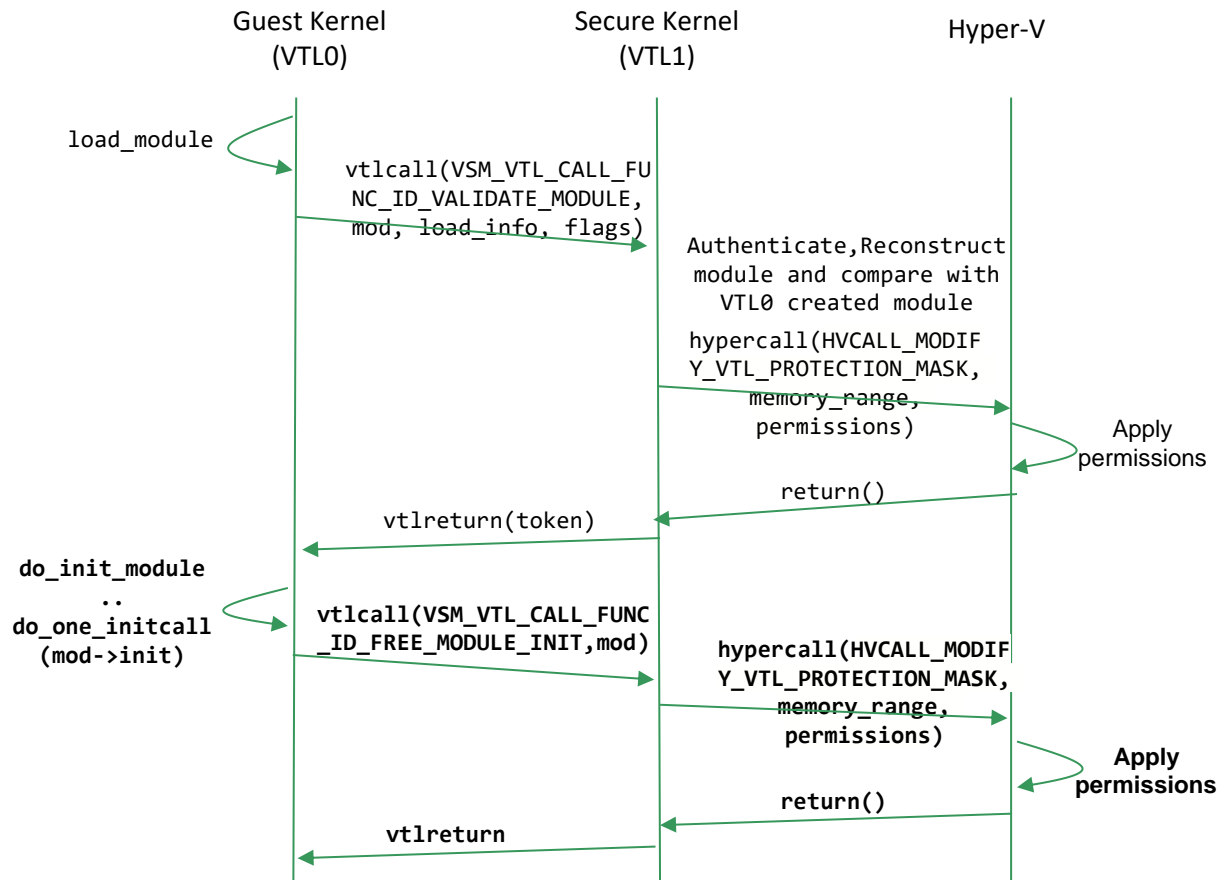 Guest Kernel
(VTL0)
Secure Kernel
(VTL1)
Hyper-V
load_module
vtlcall(VSM_VTL_CALL_FU
NC_ID_VALIDATE_MODULE,
mod, load_info, flags)
Authenticate,Reconstruct
module and compare with
VTL0 created module
hypercall(HVCALL_MODIF
Y_VTL_PROTECTION_MASK,
memory_range,
permissions)
Apply
permissions
return()
vtlreturn(token)
do_init_module
..
do_one_initcall
(mod->init)
vtlcall(VSM_VTL_CALL_FUNC
_ID_FREE_MODULE_INIT,mod)
hypercall(HVCALL_MODIF
Y_VTL_PROTECTION_MASK,
memory_range,
permissions)
Apply
permissions
return()
vtlreturn